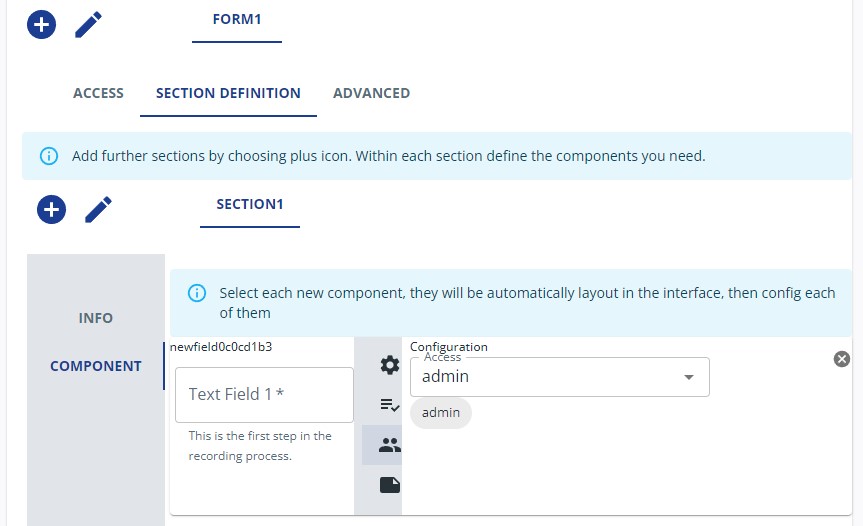 FORM1
ACCESS SECTION DEFINITION ADVANCED
Add further sections by choosing plus icon. Within each section define the components you need.
SECTION1
INFO
COMPONENT
Select each new component, they will be automatically layout in the interface, then config each
of them
newfield0c0cd1b3
Text Field 1 *
This is the first step in the
recording process.
Configuration
Access
admin
admin